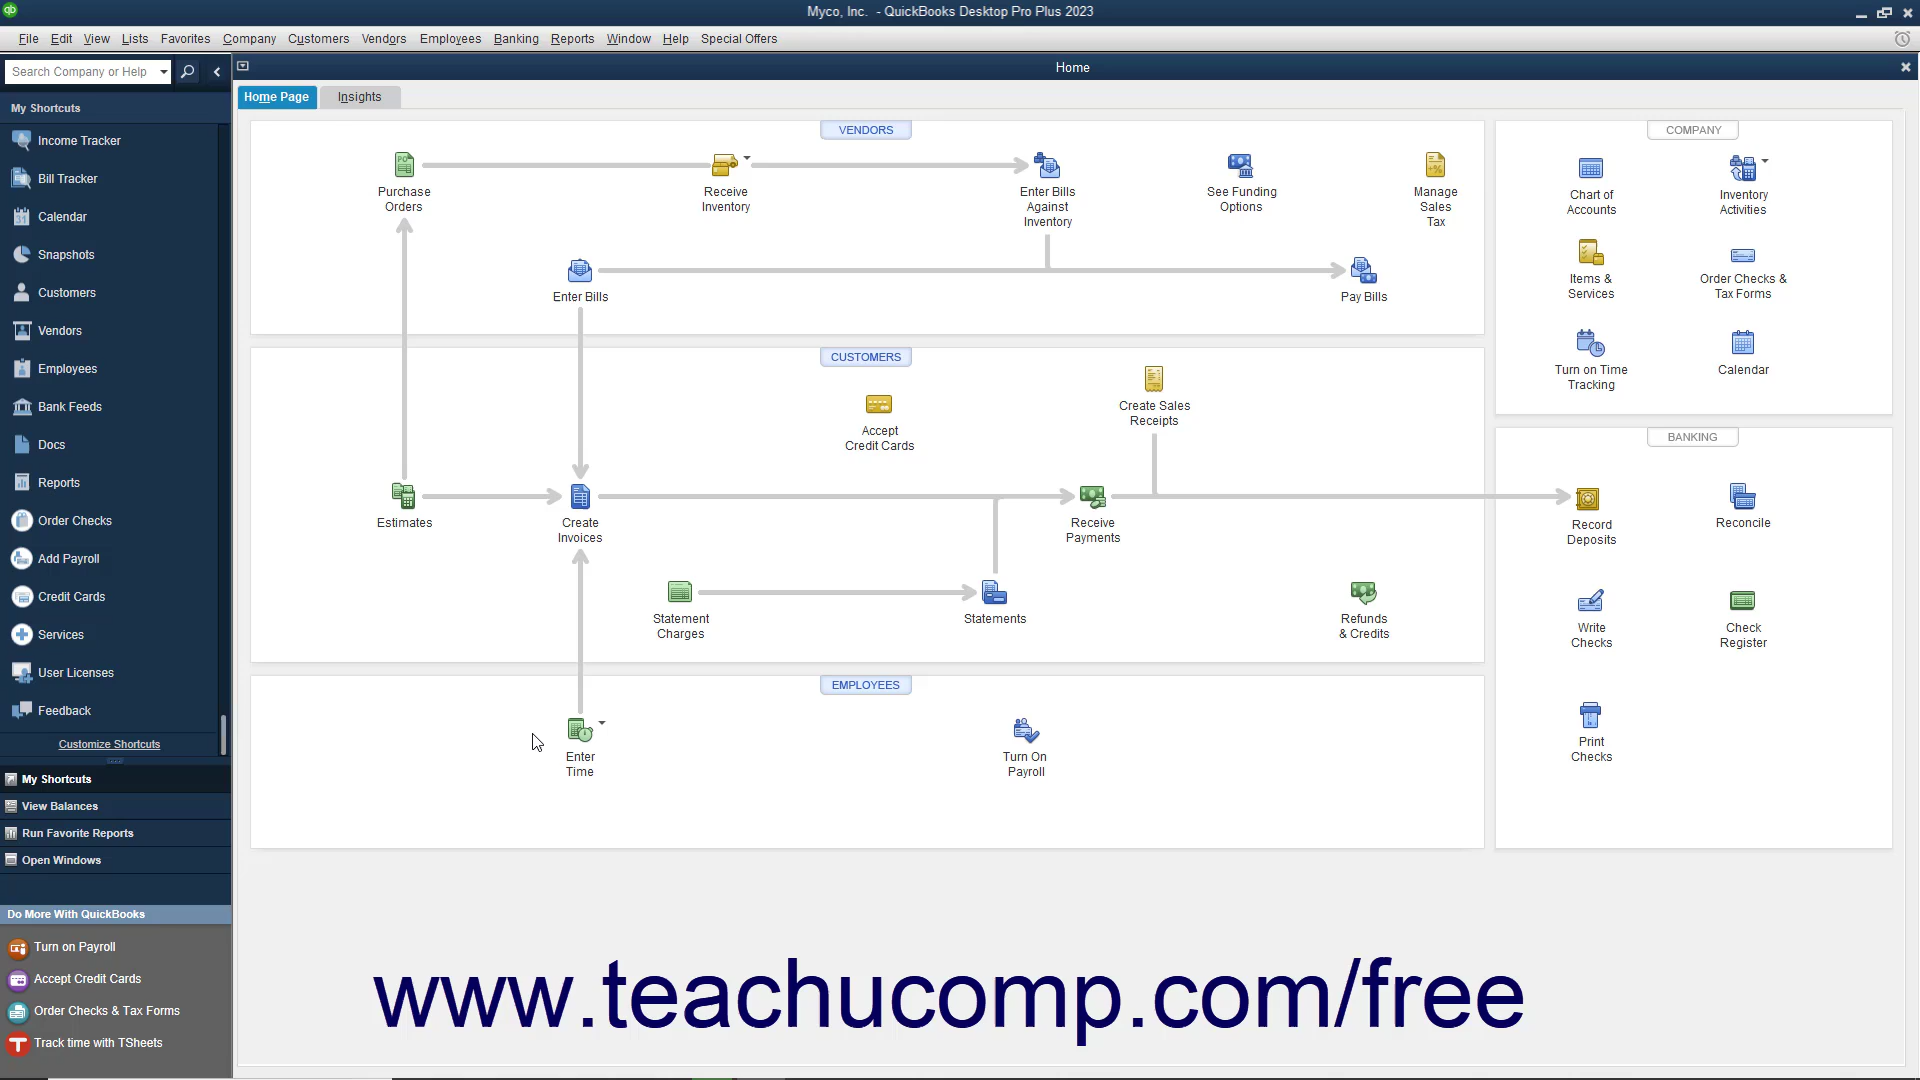 qb
Myco, Inc. - QuickBooks Desktop Pro Plus 2023
File Edit View Lists Favorites Company Customers Vendors Employees Banking Reports Window Help Special Offers
Search Company or Help
Home
My Shortcuts
Income Tracker
Bill Tracker
Calendar
Snapshots
Customers
Vendors
Employees
Bank Feeds
Docs
Reports
Order Checks
Add Payroll
Credit Cards
Services
User Licenses
Feedback
Customize Shortcuts
My Shortcuts
View Balances
Run Favorite Reports
Open Windows
Do More With QuickBooks
Turn on Payroll
Accept Credit Cards
Order Checks & Tax Forms
Track time with TSheets
Home Page
Insights
VENDORS
Purchase
Orders
Receive
Inventory
Enter Bills
Against
Inventory
See Funding
Options
Manage
Sales
Tax
Enter Bills
Pay Bills
CUSTOMERS
Accept
Credit Cards
Create Sales
Receipts
Estimates
Create
Invoices
Receive
Payments
Statement
Charges
Statements
Refunds
& Credits
EMPLOYEES
Enter
Time
Turn On
Payroll
COMPANY
Chart of
Accounts
Inventory
Activities
Items &
Services
Order Checks &
Tax Forms
Turn on Time
Tracking
Calendar
BANKING
Record
Deposits
Reconcile
Write
Checks
Check
Register
Print
Checks
www.teachucomp.com/free